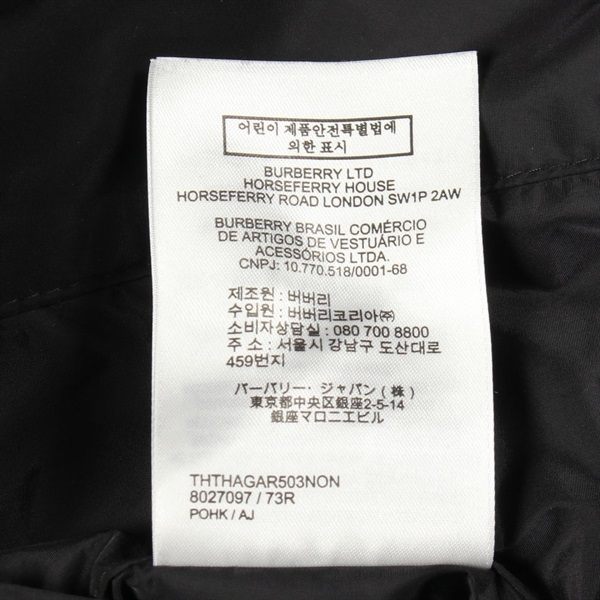 어린이 제품안전특별법에
의한 표시
BURBERRY LTD
HORSEFERRY HOUSE
HORSEFERRY ROAD LONDON SW1P 2AW
BURBERRY BRASIL COMÉRCIO
DE ARTIGOS DE VESTUÁRIO E
ACESSÓRIOS LTDA.
CNPJ: 10.770.518/0001-68
제조원 : 버버리
수입원 : 버버리코리아㈜
소비자상담실 : 080 700 8800
주 소 : 서울시 강남구 도산대로
459번지
バーバリー・ジャパン（株）
東京都中央区銀座2-5-14
銀座マロニエビル
THTHAGAR503NON
8027097 / 73R
POHK / AJ